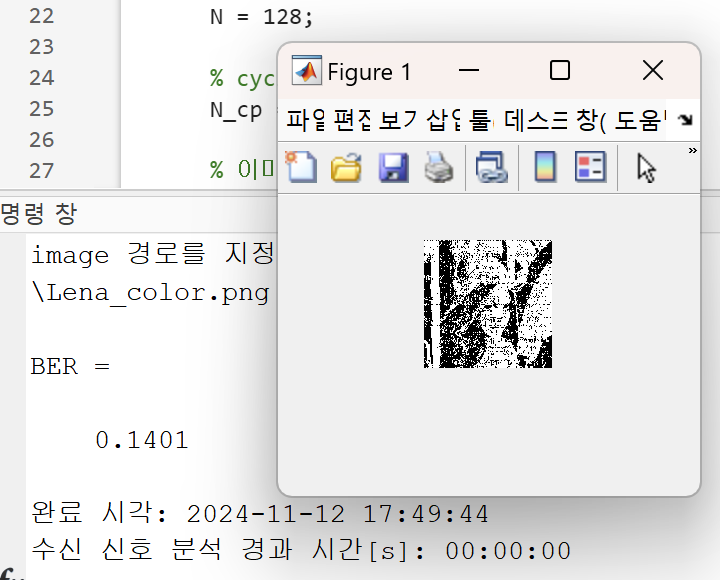 22
N = 128;
23
24
% cyc
25
N_cp
26
27
% 이미
Figure 1
파일 편집 보기 삽입 툴( 데스크 창( 도움말
명령 창
image 경로를 지정
\Lena_color.png
BER =
0.1401
완료 시각: 2024-11-12 17:49:44
수신 신호 분석 경과 시간[s]: 00:00:00